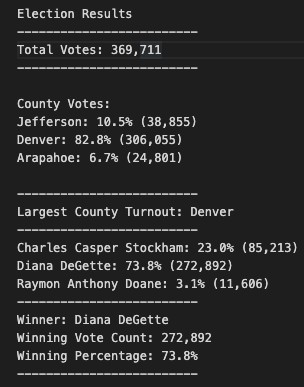 Election Results
-------------------------
Total Votes: 369,711
-------------------------
County Votes:
Jefferson: 10.5% (38,855)
Denver: 82.8% (306,055)
Arapahoe: 6.7% (24,801)
-------------------------
Largest County Turnout: Denver
-------------------------
Charles Casper Stockham: 23.0% (85,213)
Diana DeGette: 73.8% (272,892)
Raymon Anthony Doane: 3.1% (11,606)
-------------------------
Winner: Diana DeGette
Winning Vote Count: 272,892
Winning Percentage: 73.8%
-------------------------